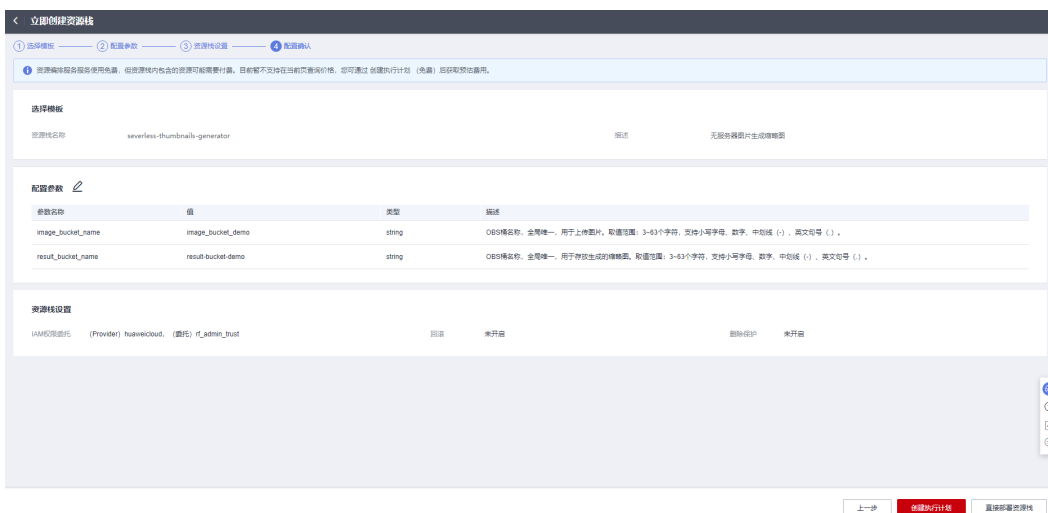 < 立即创建资源栈
1 选择模板 2 配置参数 3 资源栈设置 4 配置确认
资源编排服务服务使用免费，但资源栈内包含的资源可能需要付费。目前暂不支持在当前页查询价格，您可通过 创建执行计划 （免费）后获取预估费用。
选择模板
资源栈名称 severless-thumbnails-generator 描述 无服务器图片生成缩略图
配置参数
参数名称 值 类型 描述
image_bucket_name image_bucket_demo string OBS桶名称，全局唯一，用于上传图片。取值范围：3~63个字符，支持小写字母、数字、中划线（-）、英文句号（.）。
result_bucket_name result-bucket-demo string OBS桶名称，全局唯一，用于存放生成的缩略图。取值范围：3~63个字符，支持小写字母、数字、中划线（-）、英文句号（.）。
资源栈设置
IAM权限委托 (Provider) huaweicloud，（委托）rf_admin_trust 回滚 未开启 删除保护 未开启
上一步 创建执行计划 直接部署资源栈